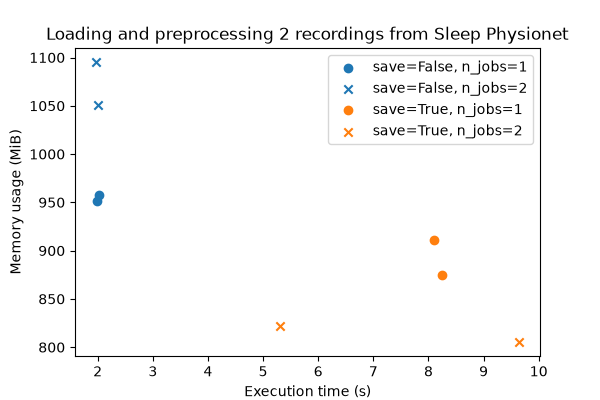 Loading and preprocessing 2 recordings from Sleep Physionet
1100
1050
1000
950
900
850
800
Memory usage (MiB)
save=False, n_jobs=1
save=False, n_jobs=2
save=True, n_jobs=1
save=True, n_jobs=2
2 3 4 5 6 7 8 9 10
Execution time (s)